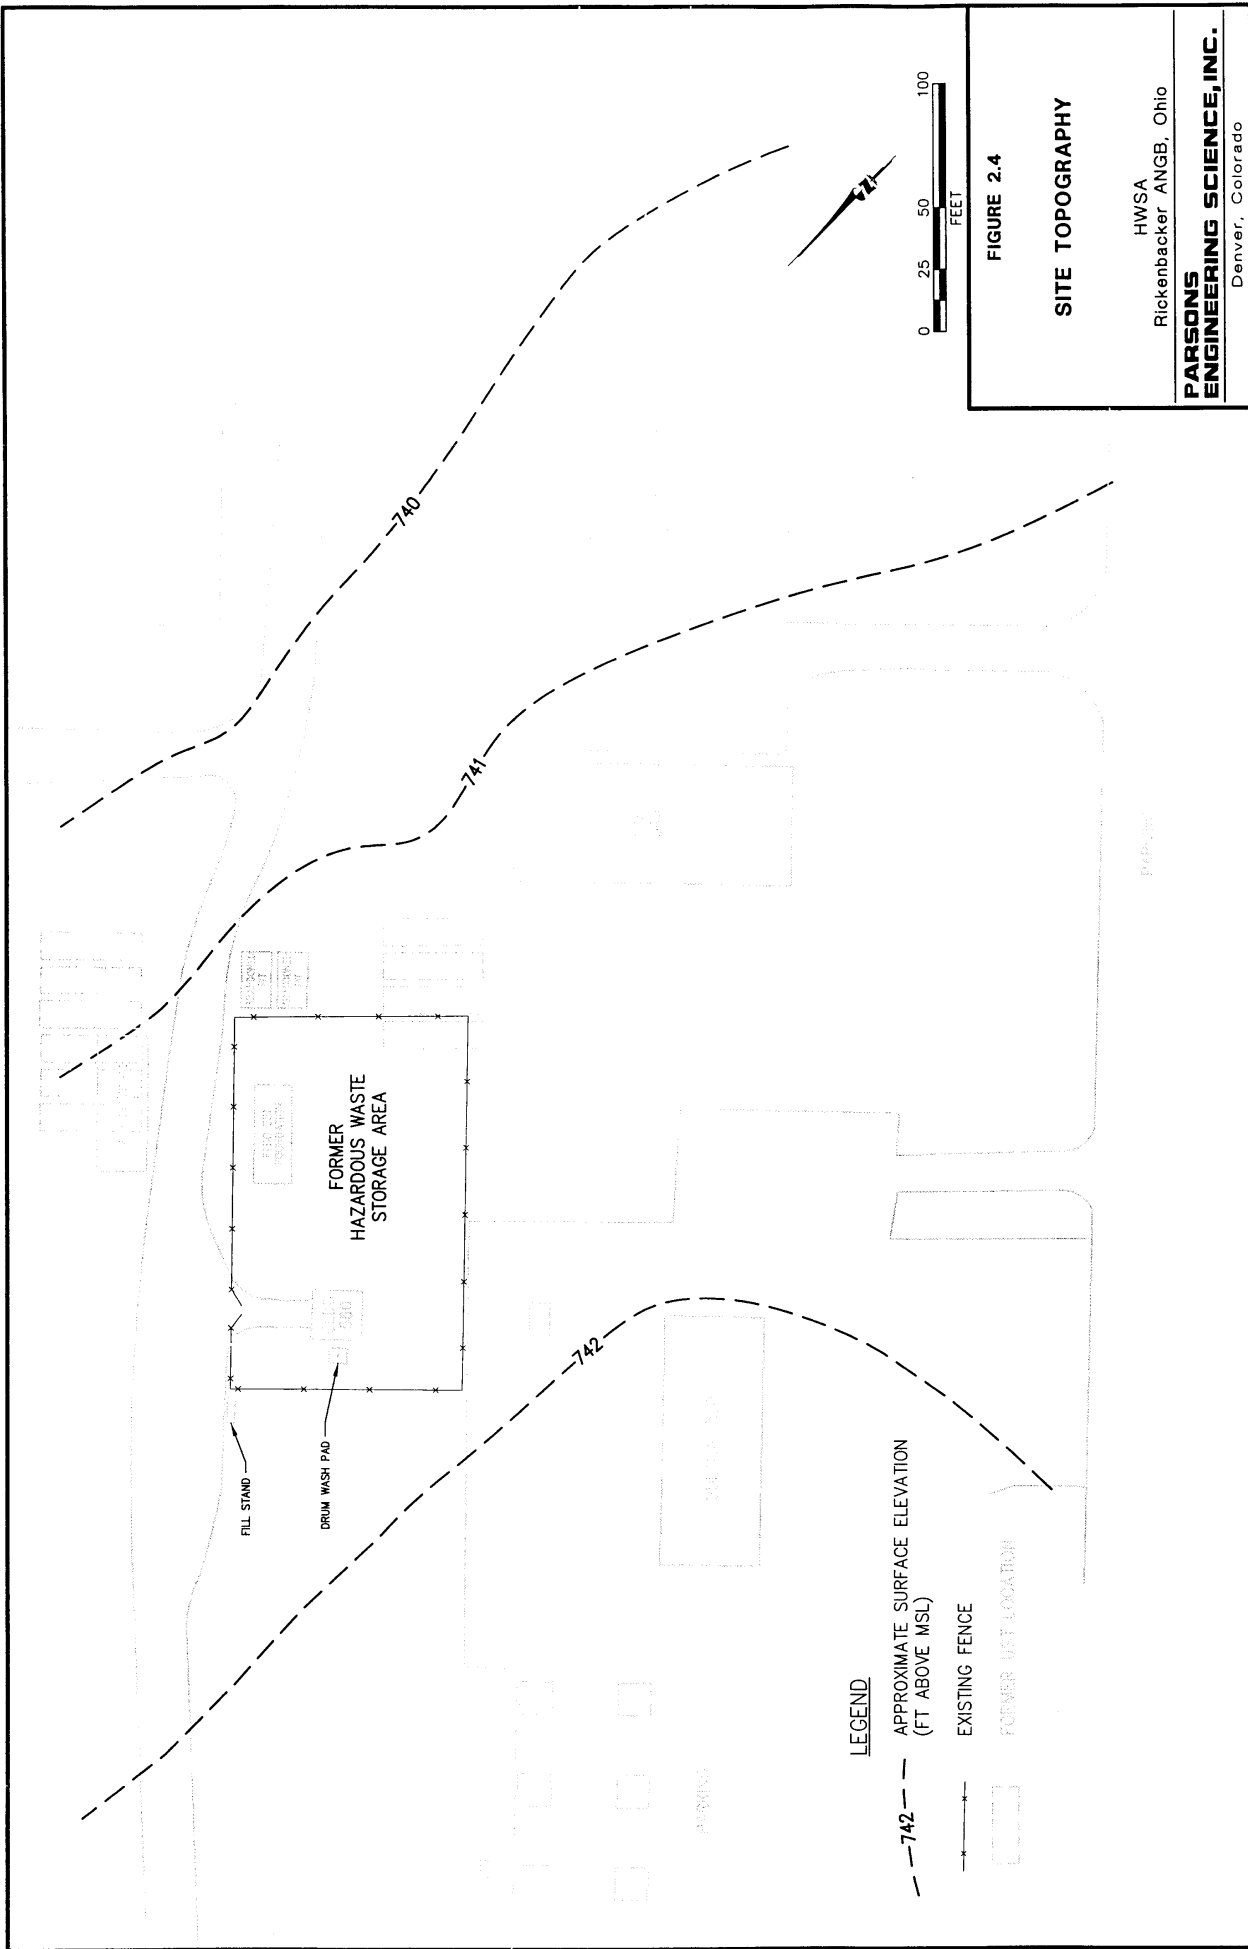 740
741
742
FORMER
HAZARDOUS WASTE
STORAGE AREA
FILL STAND
DRUM WASH PAD
LEGEND
742
APPROXIMATE SURFACE ELEVATION
(FT ABOVE MSL)
EXISTING FENCE
FORMER UST LOCATION
PARKING
0 25 50 100
FEET
FIGURE 2.4
SITE TOPOGRAPHY
HWSA
Rickenbacker ANGB, Ohio
PARSONS
ENGINEERING SCIENCE, INC.
Denver, Colorado